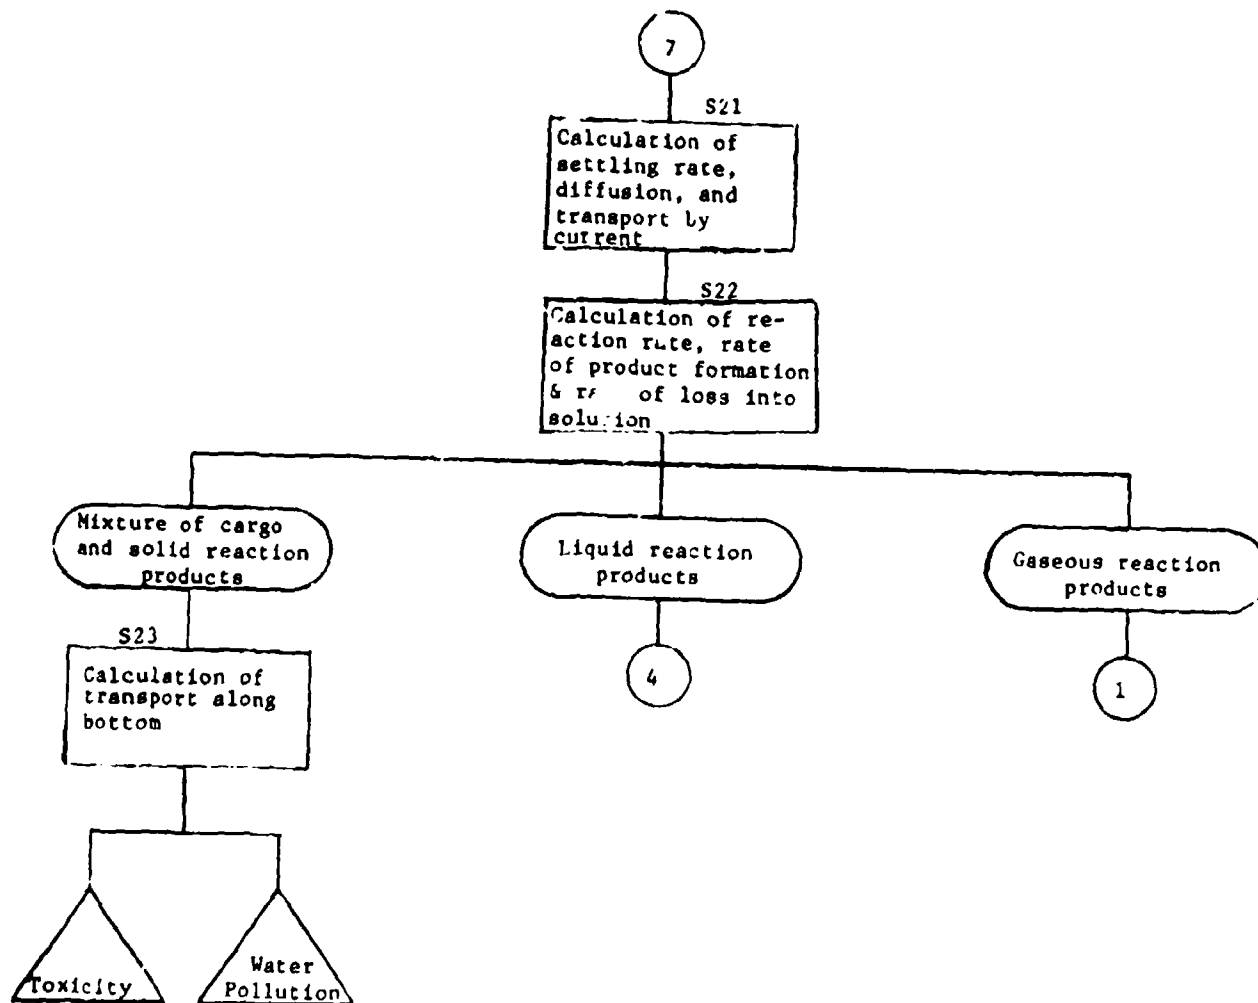 7
S21
Calculation of
settling rate,
diffusion, and
transport by
current
S22
Calculation of re-
action rate, rate
of product formation
& of loss into
solution
Mixture of cargo
and solid reaction
products
Liquid reaction
products
Gaseous reaction
products
S23
Calculation of
transport along
bottom
4
1
Toxicity
Water
Pollution